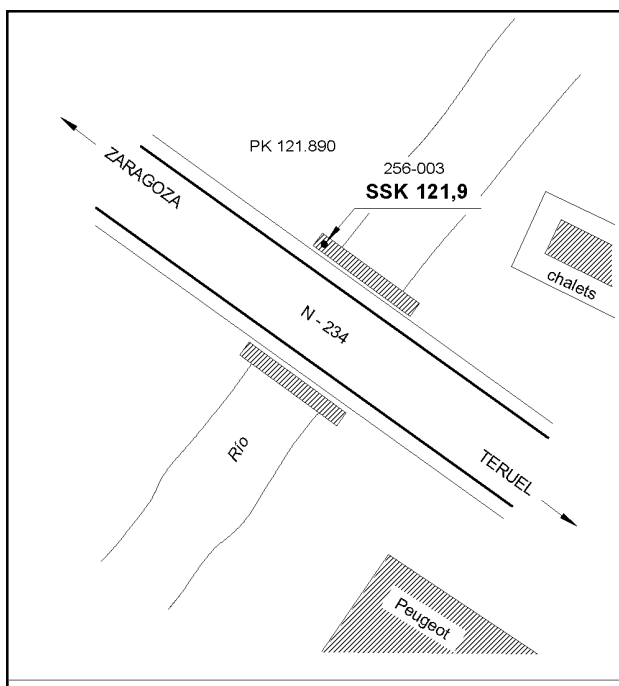 PK 121.890
256-003
SSK 121,9
ZARAGOZA
chalets
N - 234
Río
TERUEL
Peugeot